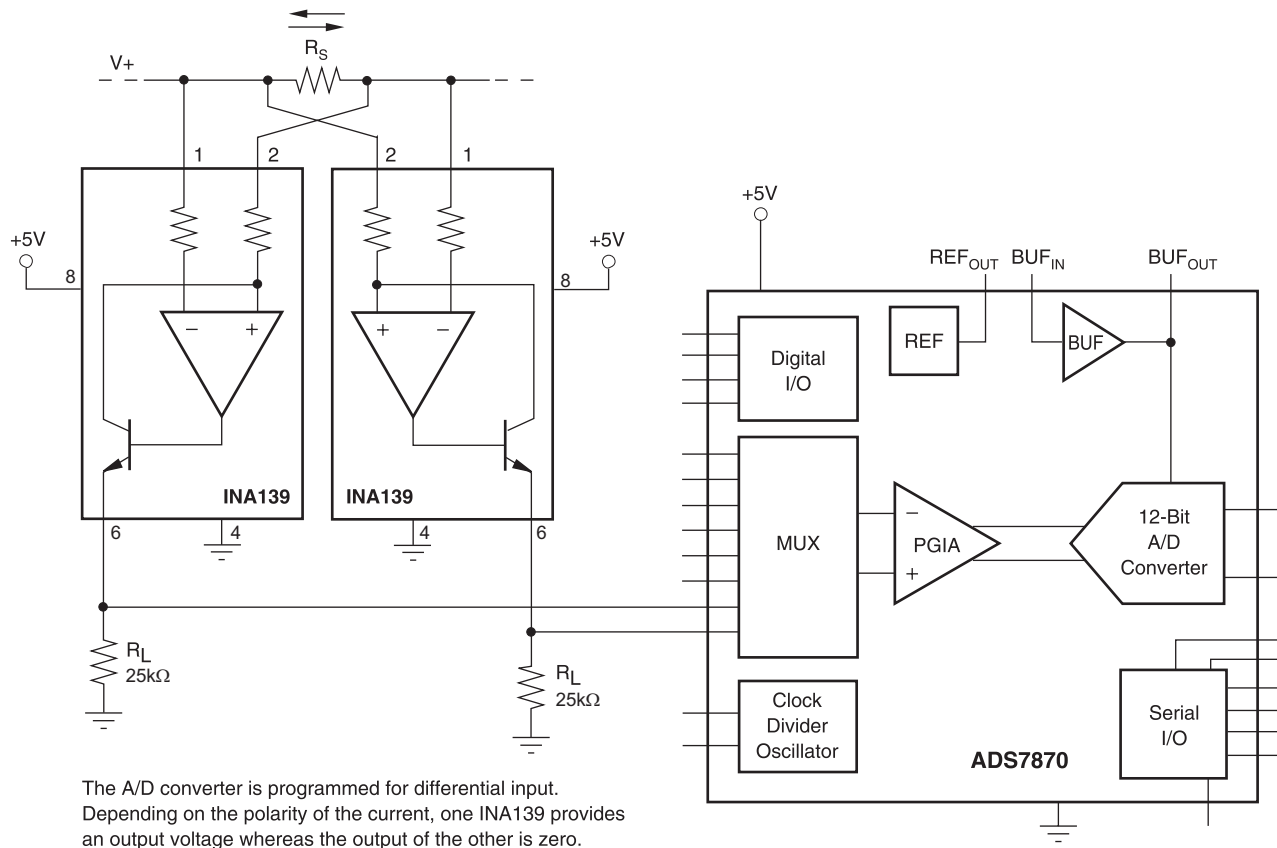 R_S
V+
1
2
2
1
+5V
8
+5V
8
− +
+ −
INA139
INA139
6
4
4
6
R_L
25kΩ
R_L
25kΩ
+5V
REF_OUT
BUF_IN
BUF_OUT
Digital
I/O
REF
BUF
MUX
−
PGIA
+
12-Bit
A/D
Converter
Clock
Divider
Oscillator
Serial
I/O
ADS7870
The A/D converter is programmed for differential input.
Depending on the polarity of the current, one INA139 provides
an output voltage whereas the output of the other is zero.